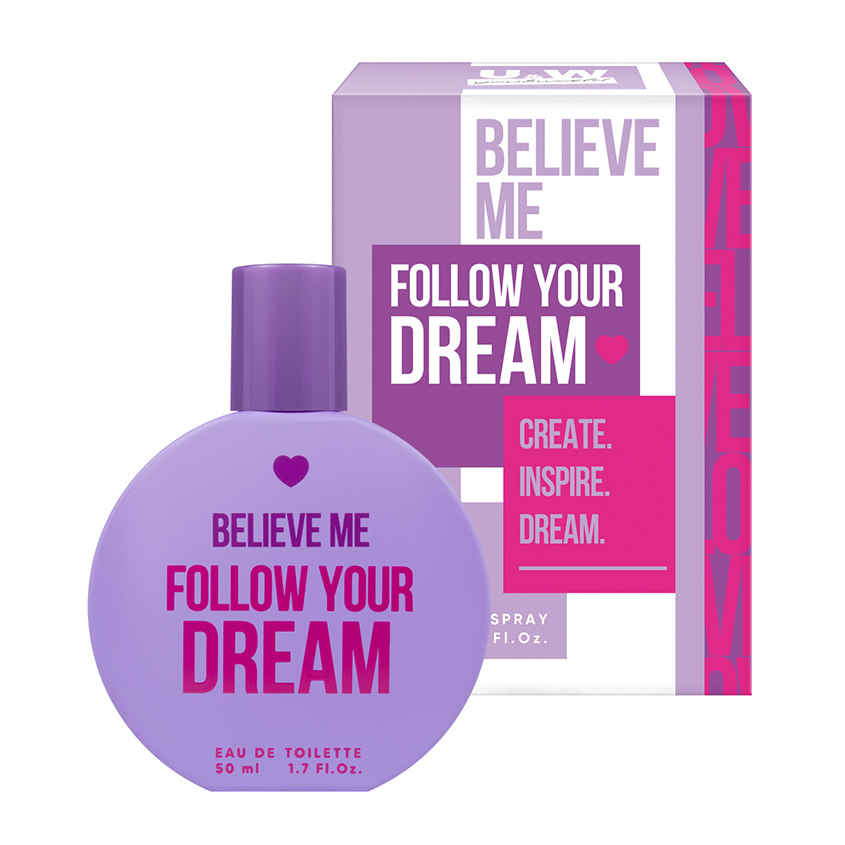 U&W
BELIEVE
ME
FOLLOW YOUR
DREAM
CREATE.
INSPIRE.
DREAM.
SPRAY
Fl.Oz.
BELIEVE ME
FOLLOW YOUR
DREAM
EAU DE TOILETTE
50 ml 1.7 Fl.Oz.